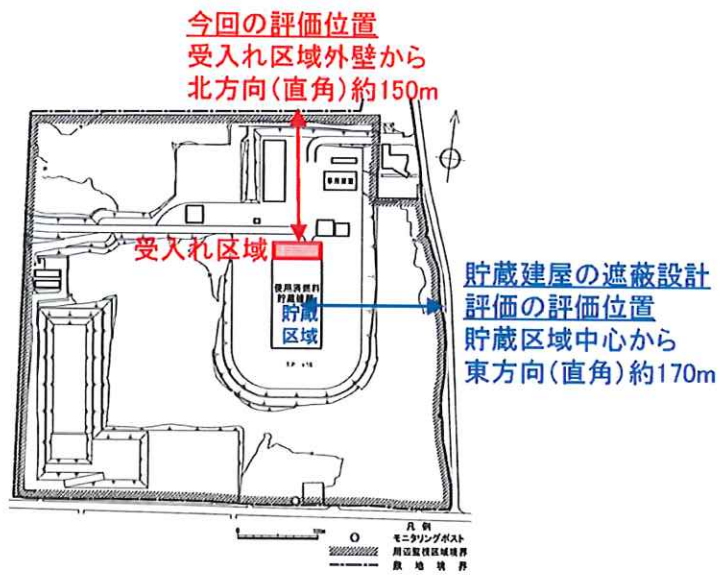 今回の評価位置
受入れ区域外壁から
北方向(直角)約150m
受入れ区域
使用済燃料
貯蔵建屋
貯蔵
区域
貯蔵建屋の遮蔽設計
評価の評価位置
貯蔵区域中心から
東方向(直角)約170m
凡例
モニタリングポスト
周辺監視区域境界
敷地境界